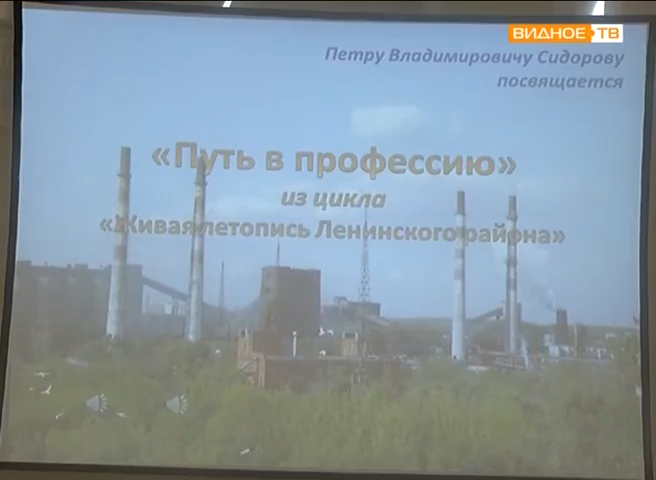 ВИДНОЕ ТВ
Петру Владимировичу Сидорову
посвящается
«Путь в профессию»
из цикла
«Живая летопись Ленинского района»